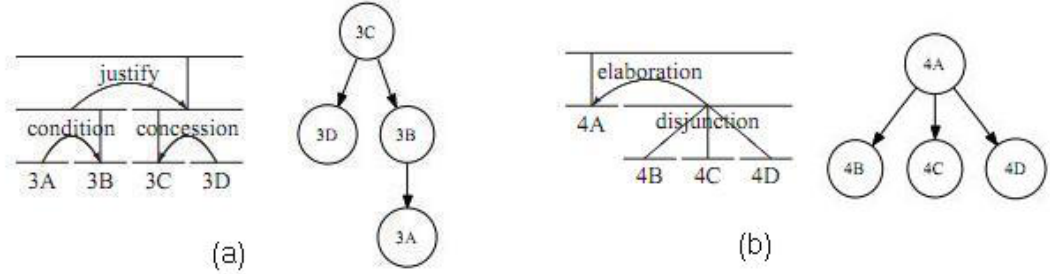 justify
condition concession
3A 3B 3C 3D
3C
3D 3B
3A
(a)
elaboration
4A
disjunction
4B 4C 4D
4A
4B 4C 4D
(b)